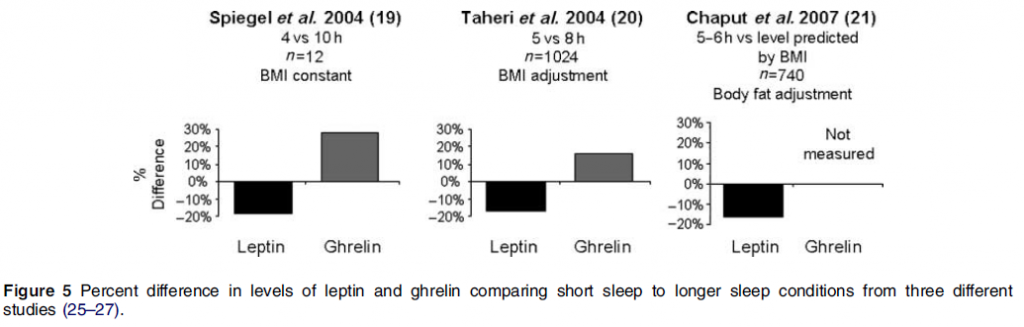 Spiegel et al. 2004 (19)
4 vs 10 h
n=12
BMI constant
% Difference
30%
20%
10%
0%
–10%
–20%
Leptin Ghrelin
Taheri et al. 2004 (20)
5 vs 8 h
n=1024
BMI adjustment
30%
20%
10%
0%
–10%
–20%
Leptin Ghrelin
Chaput et al. 2007 (21)
5–6h vs level predicted
by BMI
n=740
Body fat adjustment
30%
20%
10%
0%
–10%
–20%
Not
measured
Leptin Ghrelin
Figure 5 Percent difference in levels of leptin and ghrelin comparing short sleep to longer sleep conditions from three different
studies (25–27).